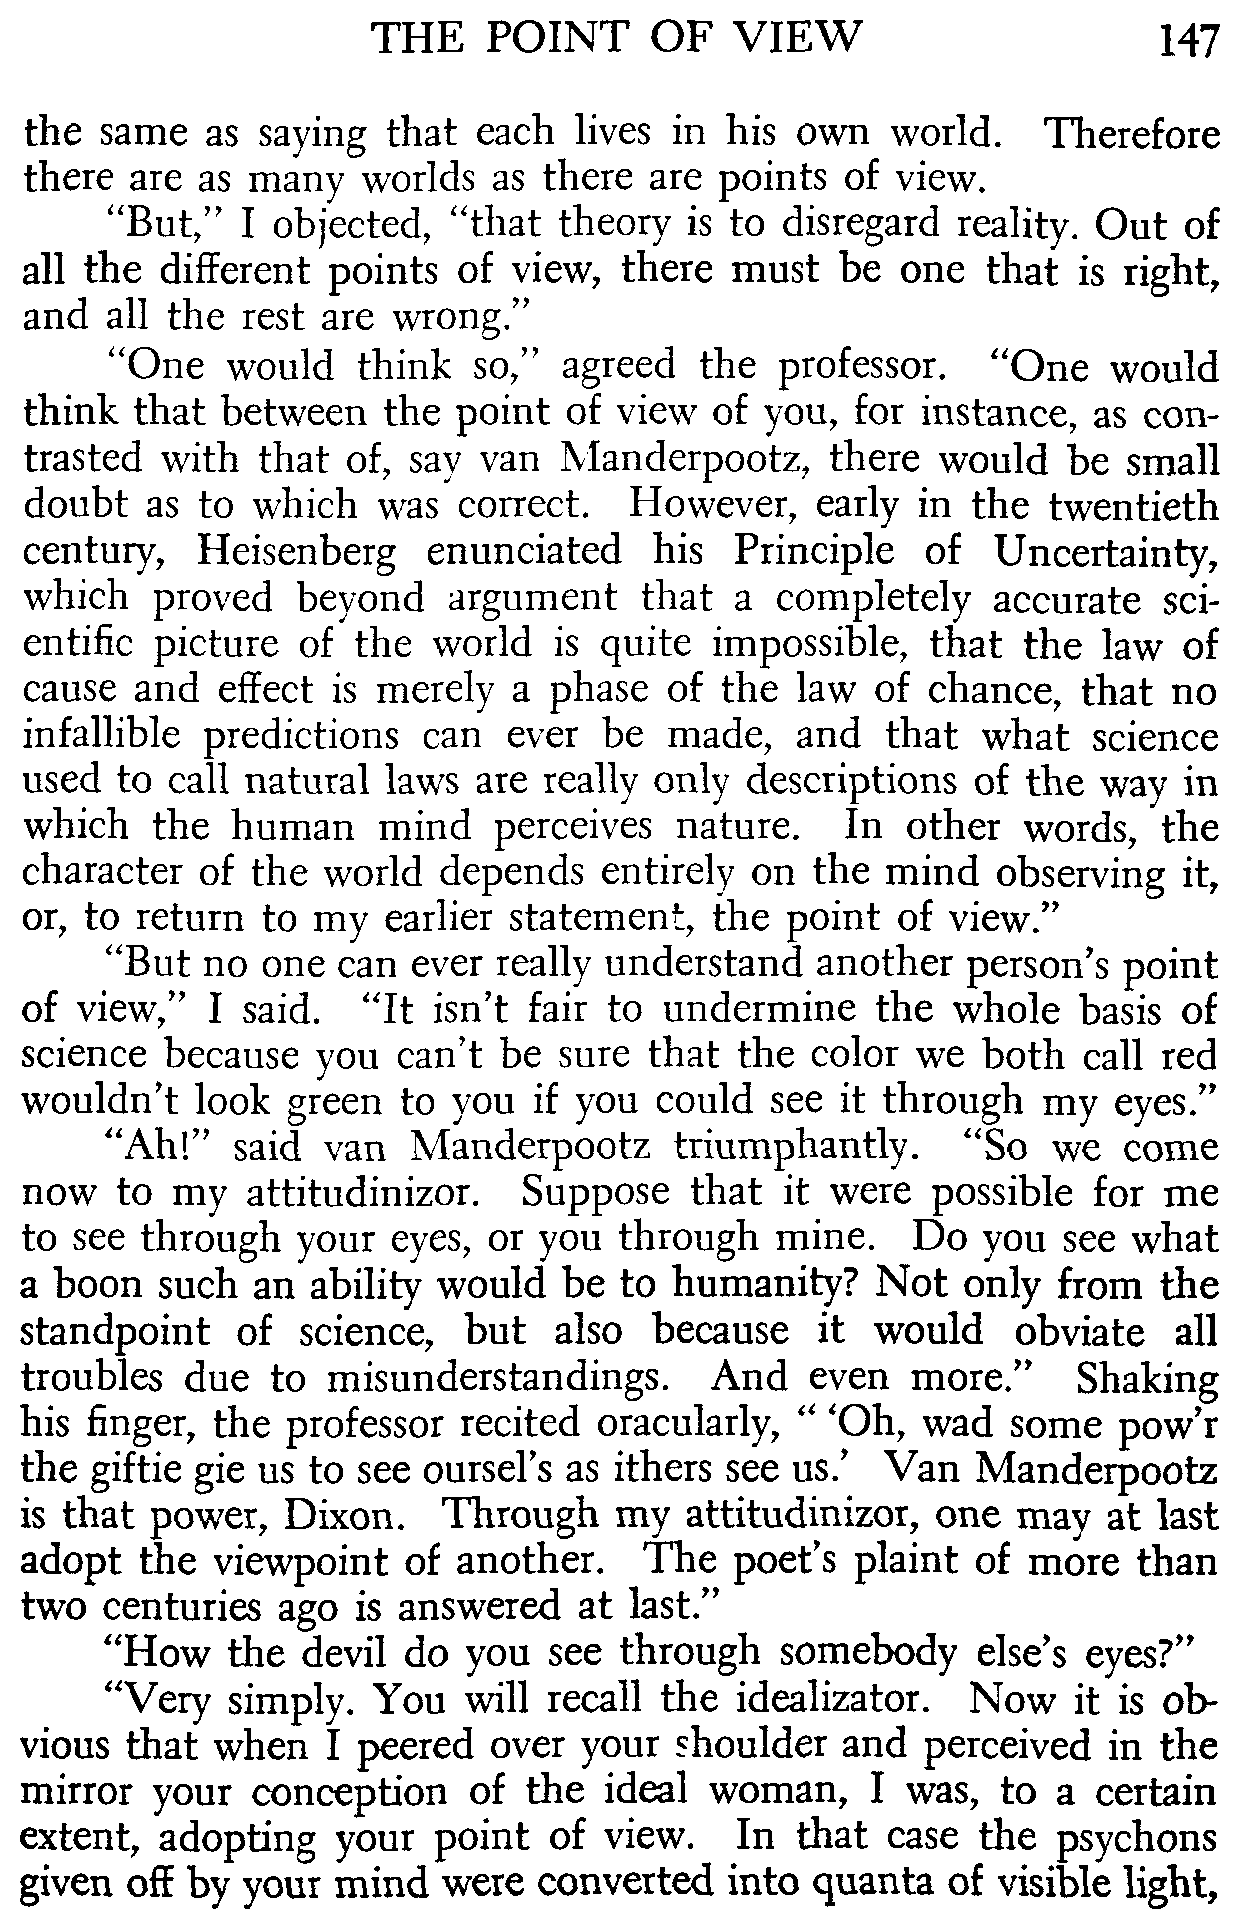 THE POINT OF VIEW 147
the same as saying that each lives in his own world. Therefore
there are as many worlds as there are points of view.
“But,” I objected, “that theory is to disregard reality. Out of
all the different points of view, there must be one that is right,
and all the rest are wrong.”
“One would think so,” agreed the professor. “One would
think that between the point of view of you, for instance, as con-
trasted with that of, say van Manderpootz, there would be small
doubt as to which was correct. However, early in the twentieth
century, Heisenberg enunciated his Principle of Uncertainty,
which proved beyond argument that a completely accurate sci-
entific picture of the world is quite impossible, that the law of
cause and effect is merely a phase of the law of chance, that no
infallible predictions can ever be made, and that what science
used to call natural laws are really only descriptions of the way in
which the human mind perceives nature. In other words, the
character of the world depends entirely on the mind observing it,
or, to return to my earlier statement, the point of view.”
“But no one can ever really understand another person’s point
of view,” I said. “It isn’t fair to undermine the whole basis of
science because you can’t be sure that the color we both call red
wouldn’t look green to you if you could see it through my eyes.”
“Ah!” said van Manderpootz triumphantly. “So we come
now to my attitudinizor. Suppose that it were possible for me
to see through your eyes, or you through mine. Do you see what
a boon such an ability would be to humanity? Not only from the
standpoint of science, but also because it would obviate all
troubles due to misunderstandings. And even more.” Shaking
his finger, the professor recited oracularly, “ ‘Oh, wad some pow’r
the giftie gie us to see oursel’s as ithers see us.’ Van Manderpootz
is that power, Dixon. Through my attitudinizor, one may at last
adopt the viewpoint of another. The poet’s plaint of more than
two centuries ago is answered at last.”
“How the devil do you see through somebody else’s eyes?”
“Very simply. You will recall the idealizator. Now it is ob-
vious that when I peered over your shoulder and perceived in the
mirror your conception of the ideal woman, I was, to a certain
extent, adopting your point of view. In that case the psychons
given off by your mind were converted into quanta of visible light,